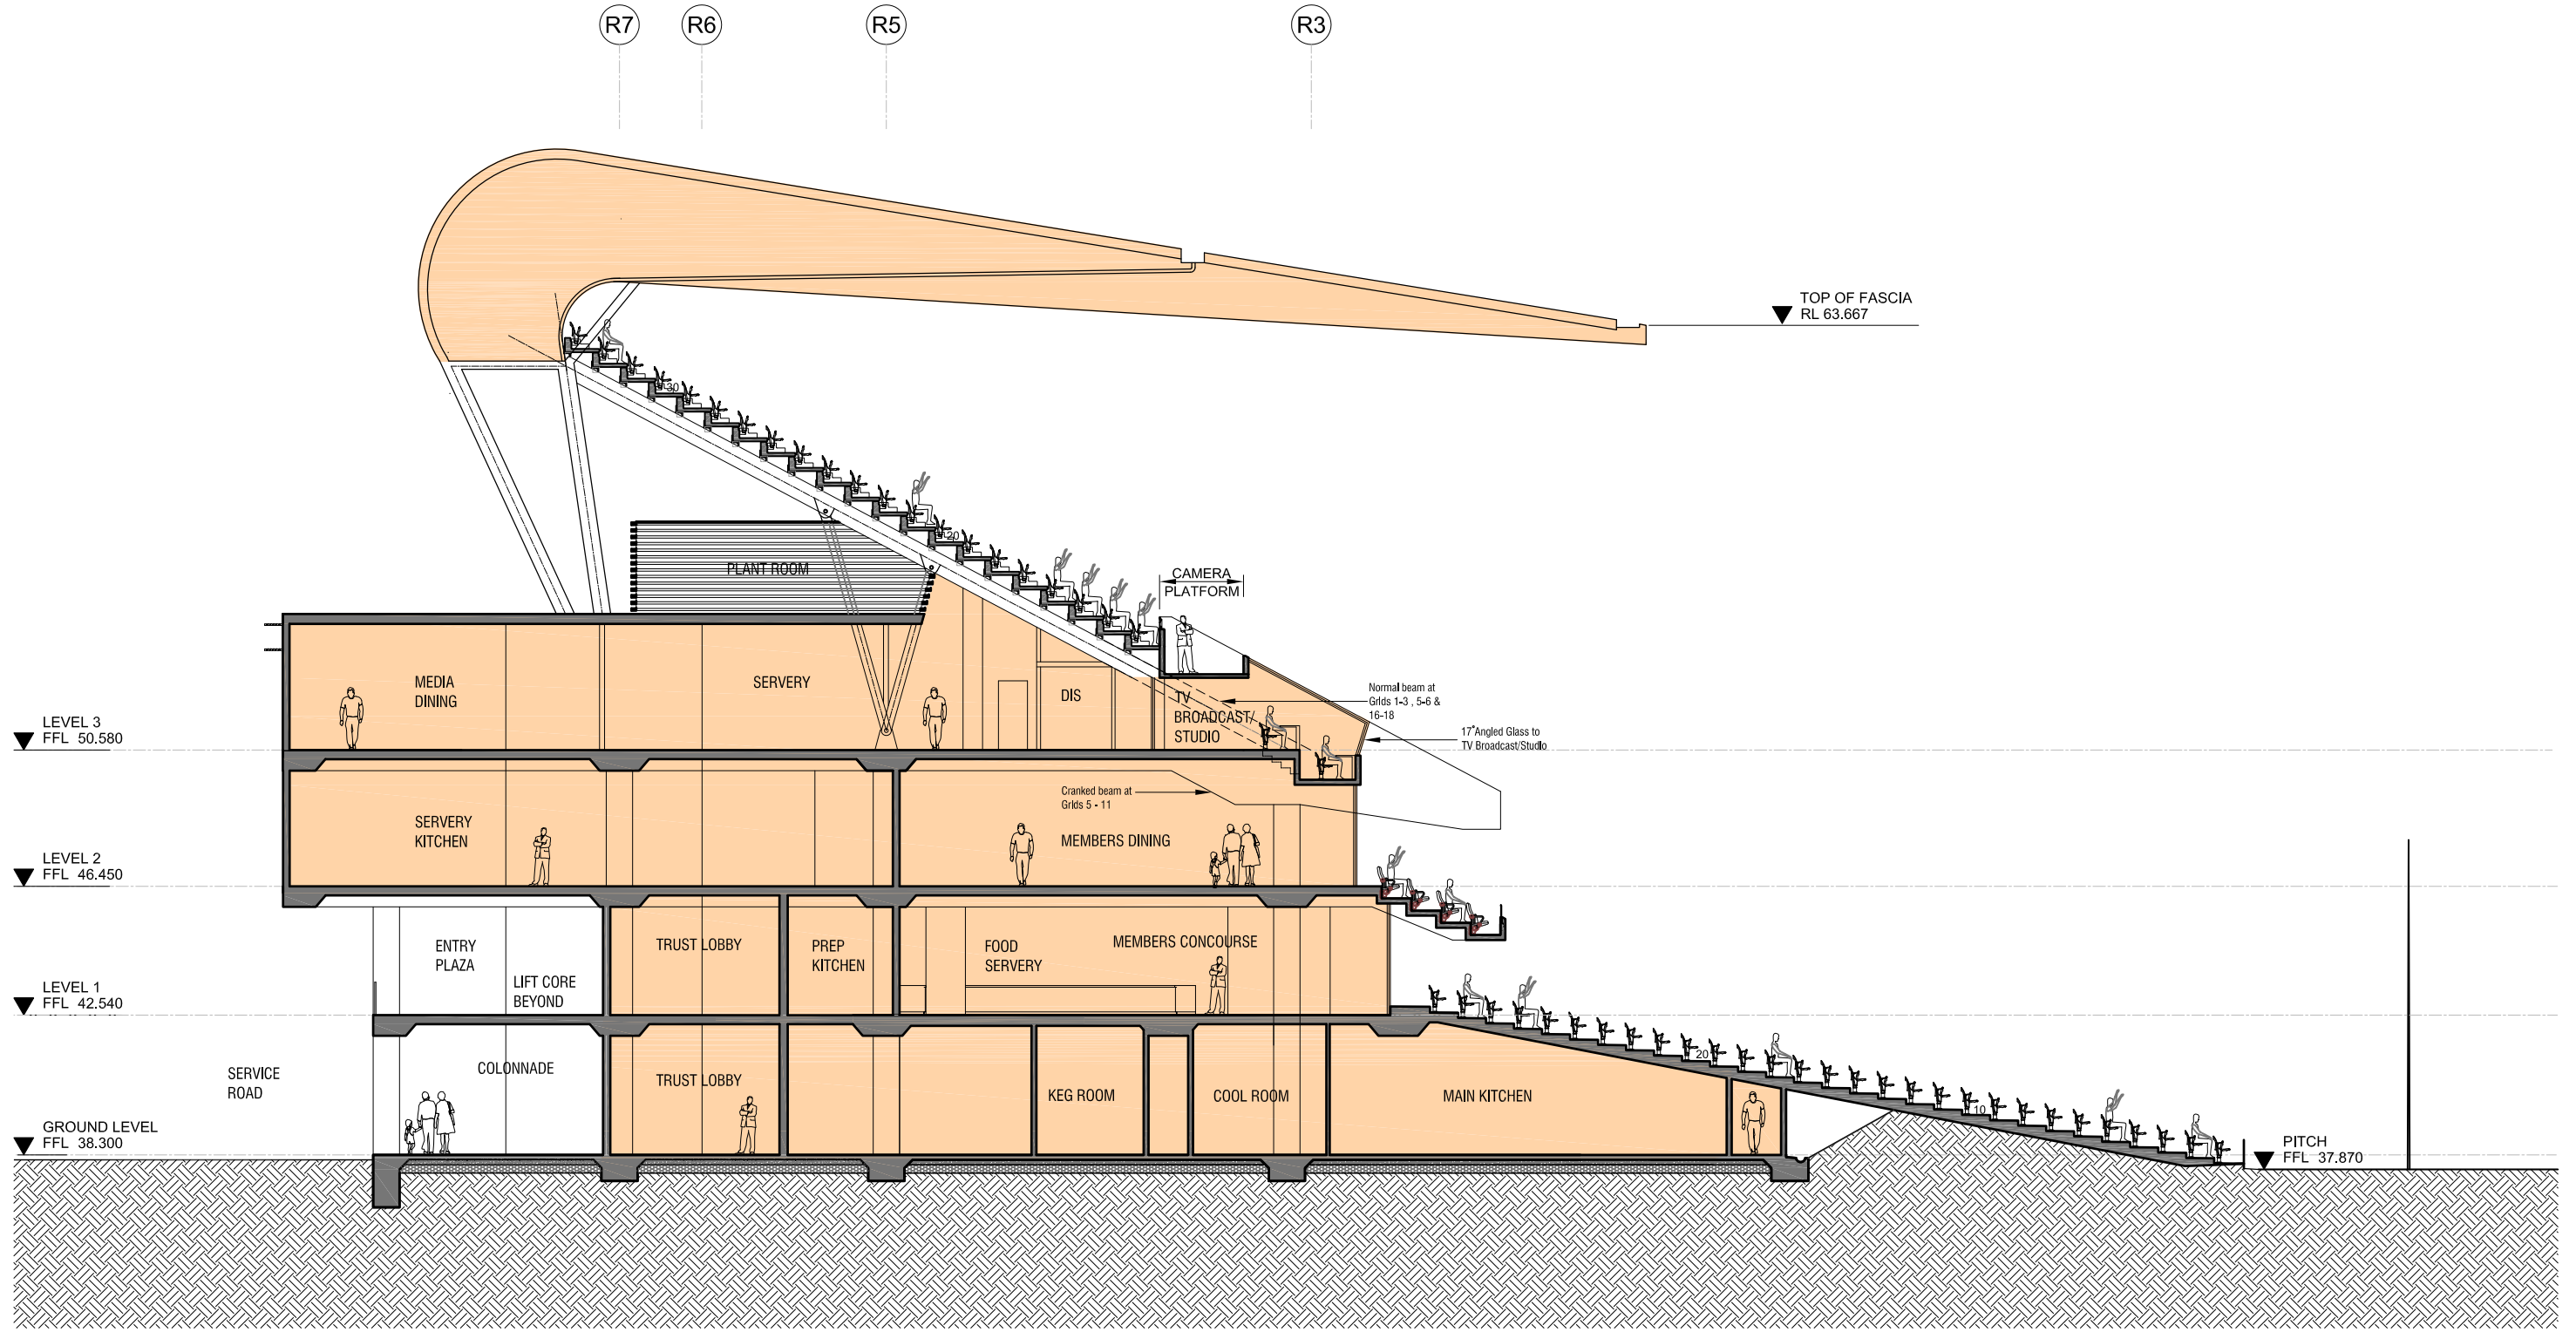 R7
R6
R5
R3
TOP OF FASCIA
RL 63.667
30
20
PLANT ROOM
CAMERA
PLATFORM
MEDIA
DINING
SERVERY
DIS
TV
BROADCAST/
STUDIO
Normal beam at
Grids 1-3 , 5-6 &
16-18
17°Angled Glass to
TV Broadcast/Studio
LEVEL 3
FFL 50.580
Cranked beam at
Grids 5 - 11
SERVERY
KITCHEN
MEMBERS DINING
LEVEL 2
FFL 46.450
ENTRY
PLAZA
LIFT CORE
BEYOND
TRUST LOBBY
PREP
KITCHEN
FOOD
SERVERY
MEMBERS CONCOURSE
LEVEL 1
FFL 42.540
20
SERVICE
ROAD
COLONNADE
TRUST LOBBY
KEG ROOM
COOL ROOM
MAIN KITCHEN
10
GROUND LEVEL
FFL 38.300
PITCH
FFL 37.870